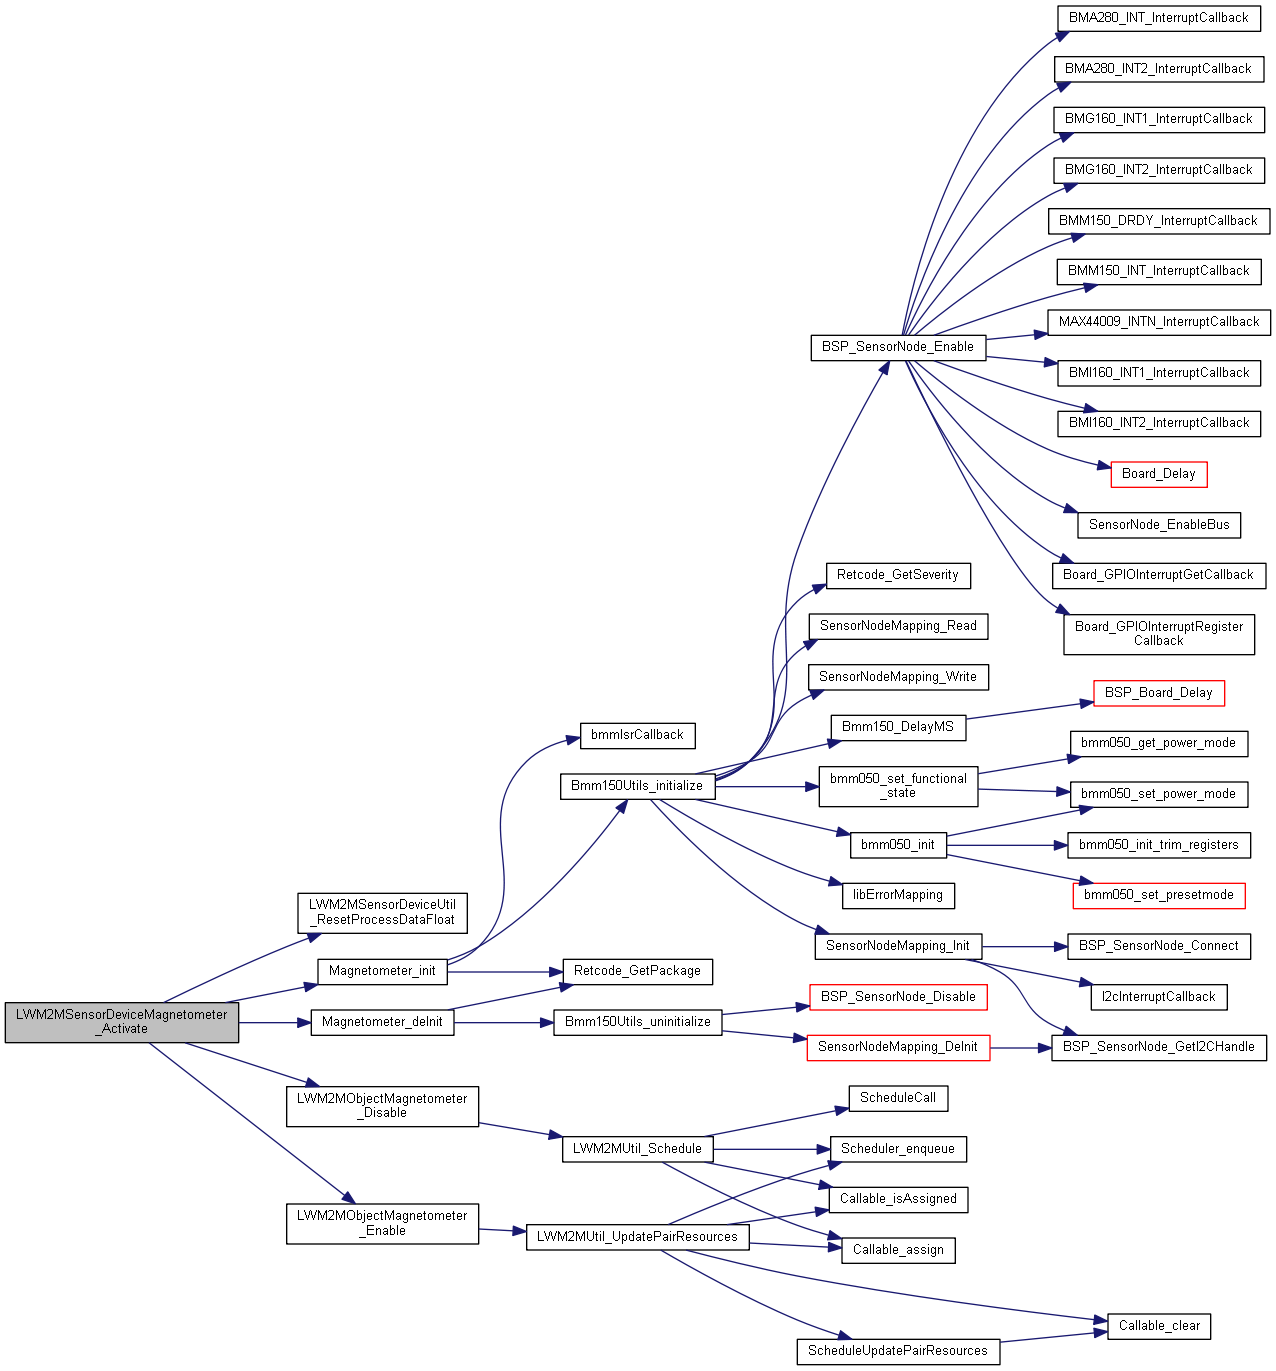 BMA280_INT_InterruptCallback
BMA280_INT2_InterruptCallback
BMG160_INT1_InterruptCallback
BMG160_INT2_InterruptCallback
BMM150_DRDY_InterruptCallback
BMM150_INT_InterruptCallback
MAX44009_INTN_InterruptCallback
BSP_SensorNode_Enable
BMI160_INT1_InterruptCallback
BMI160_INT2_InterruptCallback
Board_Delay
SensorNode_EnableBus
Retcode_GetSeverity
Board_GPIOInterruptGetCallback
SensorNodeMapping_Read
Board_GPIOInterruptRegister
Callback
SensorNodeMapping_Write
BSP_Board_Delay
Bmm150_DelayMS
bmmIsrCallback
bmm050_get_power_mode
Bmm150Utils_initialize
bmm050_set_functional
_state
bmm050_set_power_mode
bmm050_init
bmm050_init_trim_registers
libErrorMapping
bmm050_set_presetmode
LWM2MSensorDeviceUtil
_ResetProcessDataFloat
SensorNodeMapping_Init
BSP_SensorNode_Connect
Magnetometer_init
Retcode_GetPackage
BSP_SensorNode_Disable
I2cInterruptCallback
LWM2MSensorDeviceMagnetometer
_Activate
Magnetometer_deInit
Bmm150Utils_uninitialize
SensorNodeMapping_DeInit
BSP_SensorNode_GetI2CHandle
LWM2MObjectMagnetometer
_Disable
ScheduleCall
LWM2MUtil_Schedule
Scheduler_enqueue
Callable_isAssigned
LWM2MObjectMagnetometer
_Enable
LWM2MUtil_UpdatePairResources
Callable_assign
Callable_clear
ScheduleUpdatePairResources